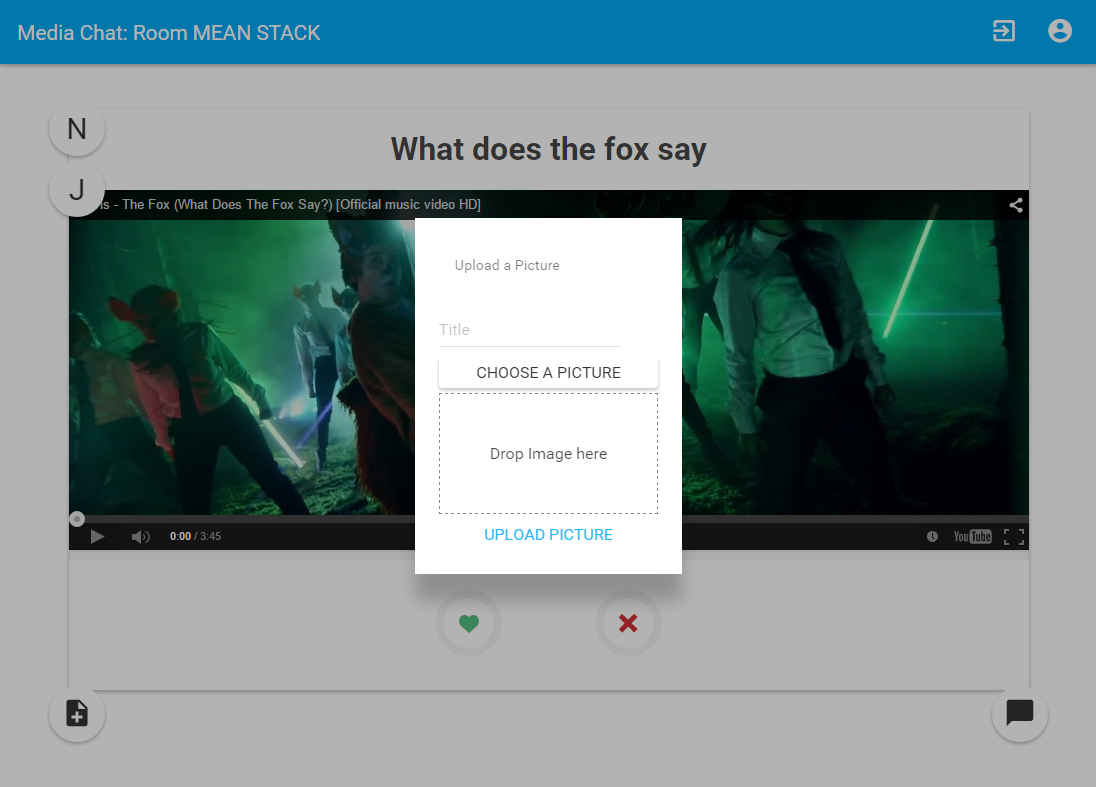 Media Chat: Room MEAN STACK
N
What does the fox say
J
is - The Fox (What Does The Fox Say?) [Official music video HD]
Upload a Picture
Title
CHOOSE A PICTURE
Drop Image here
UPLOAD PICTURE
0:00 / 3:45
YouTube